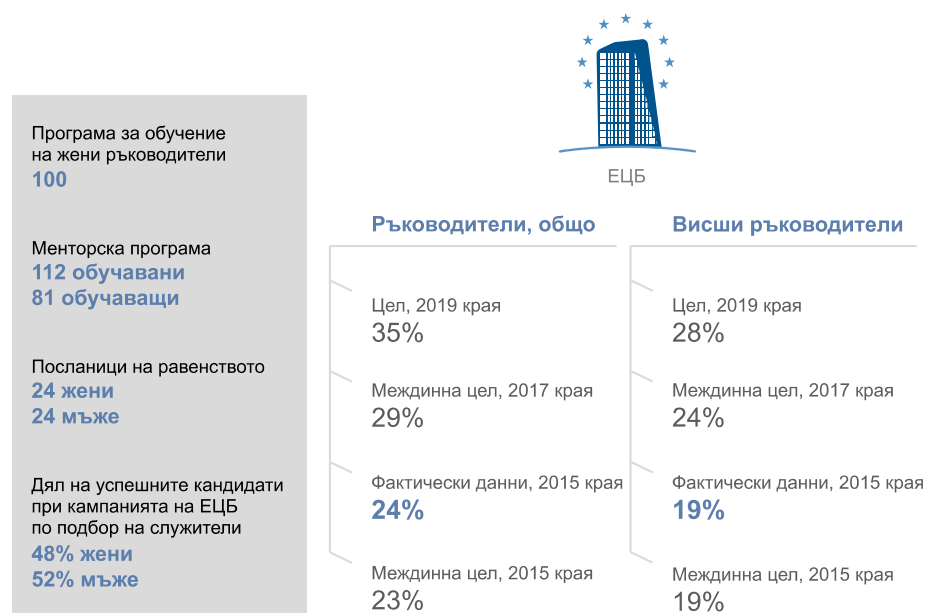 Програма за обучение
на жени ръководители
100
Менторска програма
112 обучавани
81 обучаващи
Посланици на равенството
24 жени
24 мъже
Дял на успешните кандидати
при кампанията на ЕЦБ
по подбор на служители
48% жени
52% мъже
ЕЦБ
Ръководители, общо
Цел, 2019 края
35%
Междинна цел, 2017 края
29%
Фактически данни, 2015 края
24%
Междинна цел, 2015 края
23%
Висши ръководители
Цел, 2019 края
28%
Междинна цел, 2017 края
24%
Фактически данни, 2015 края
19%
Междинна цел, 2015 края
19%